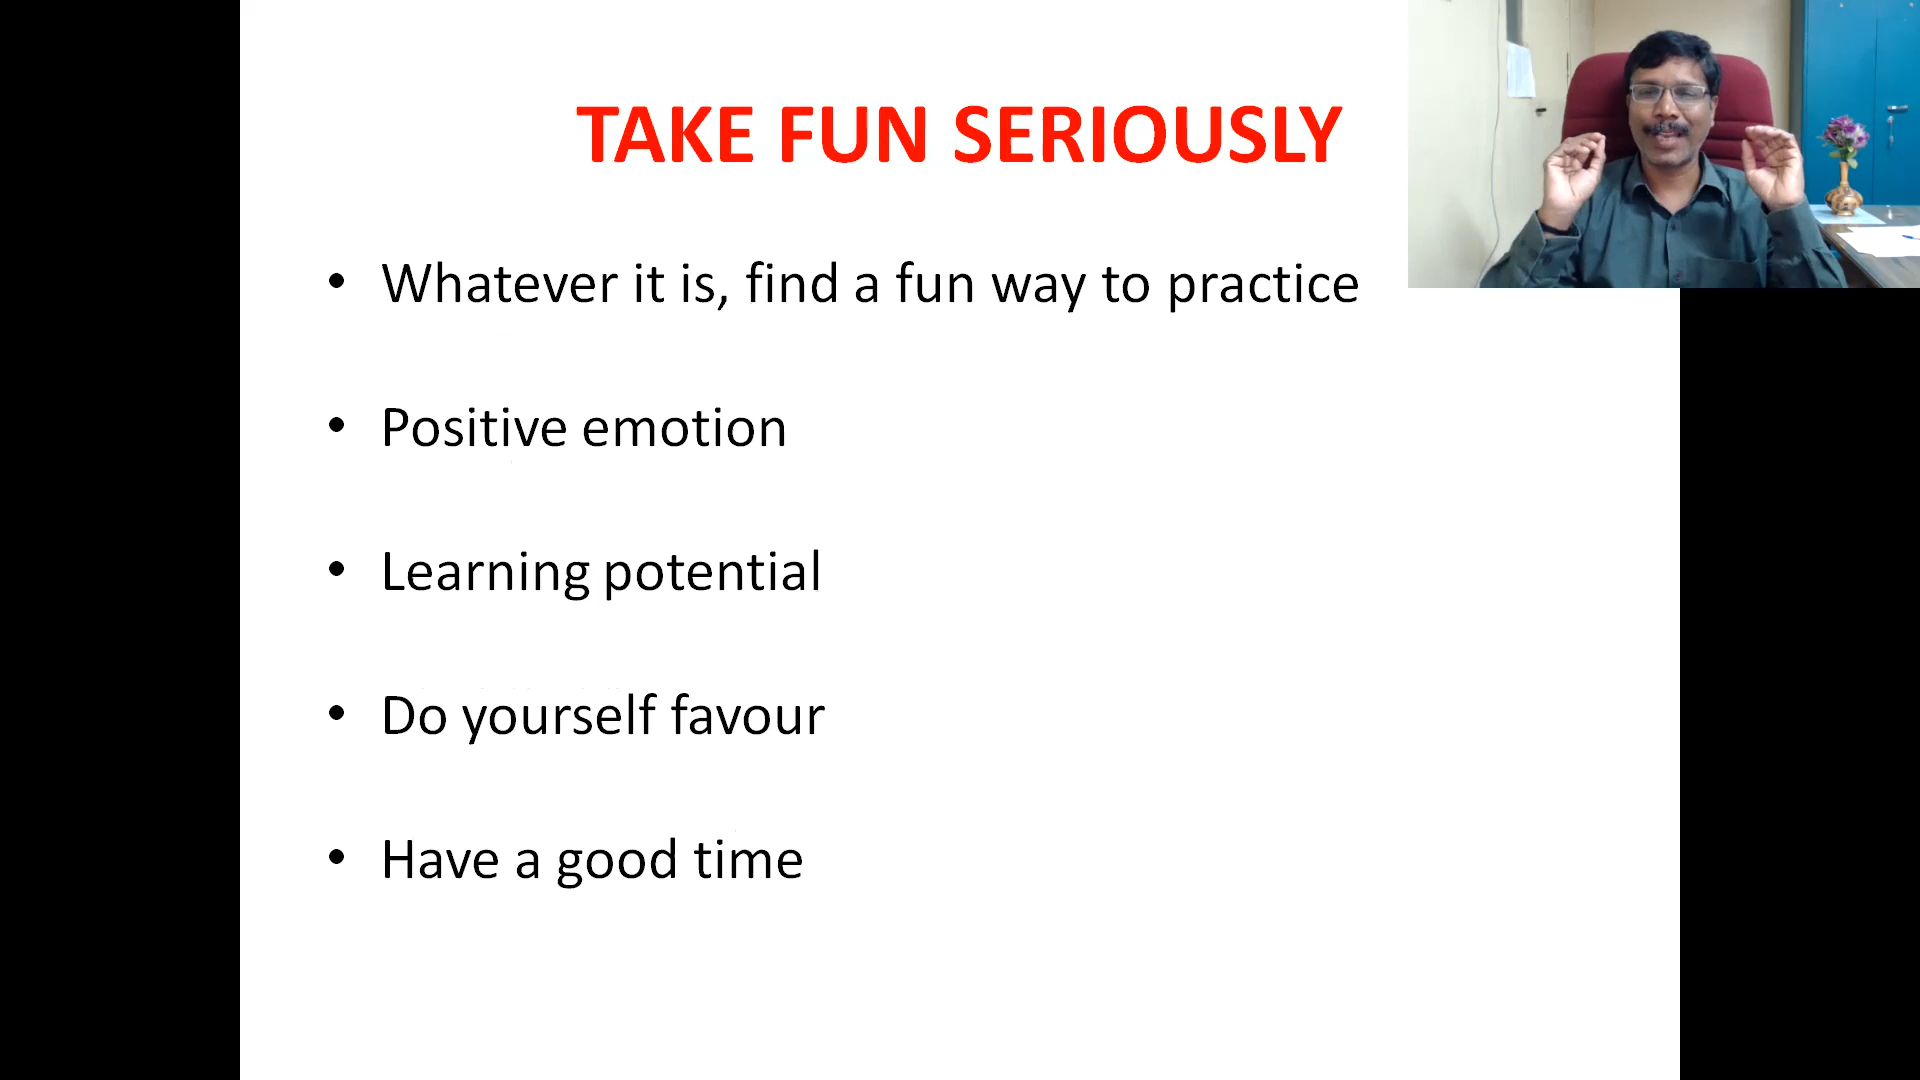 TAKE FUN SERIOUSLY
• Whatever it is, find a fun way to practice
• Positive emotion
• Learning potential
• Do yourself favour
• Have a good time